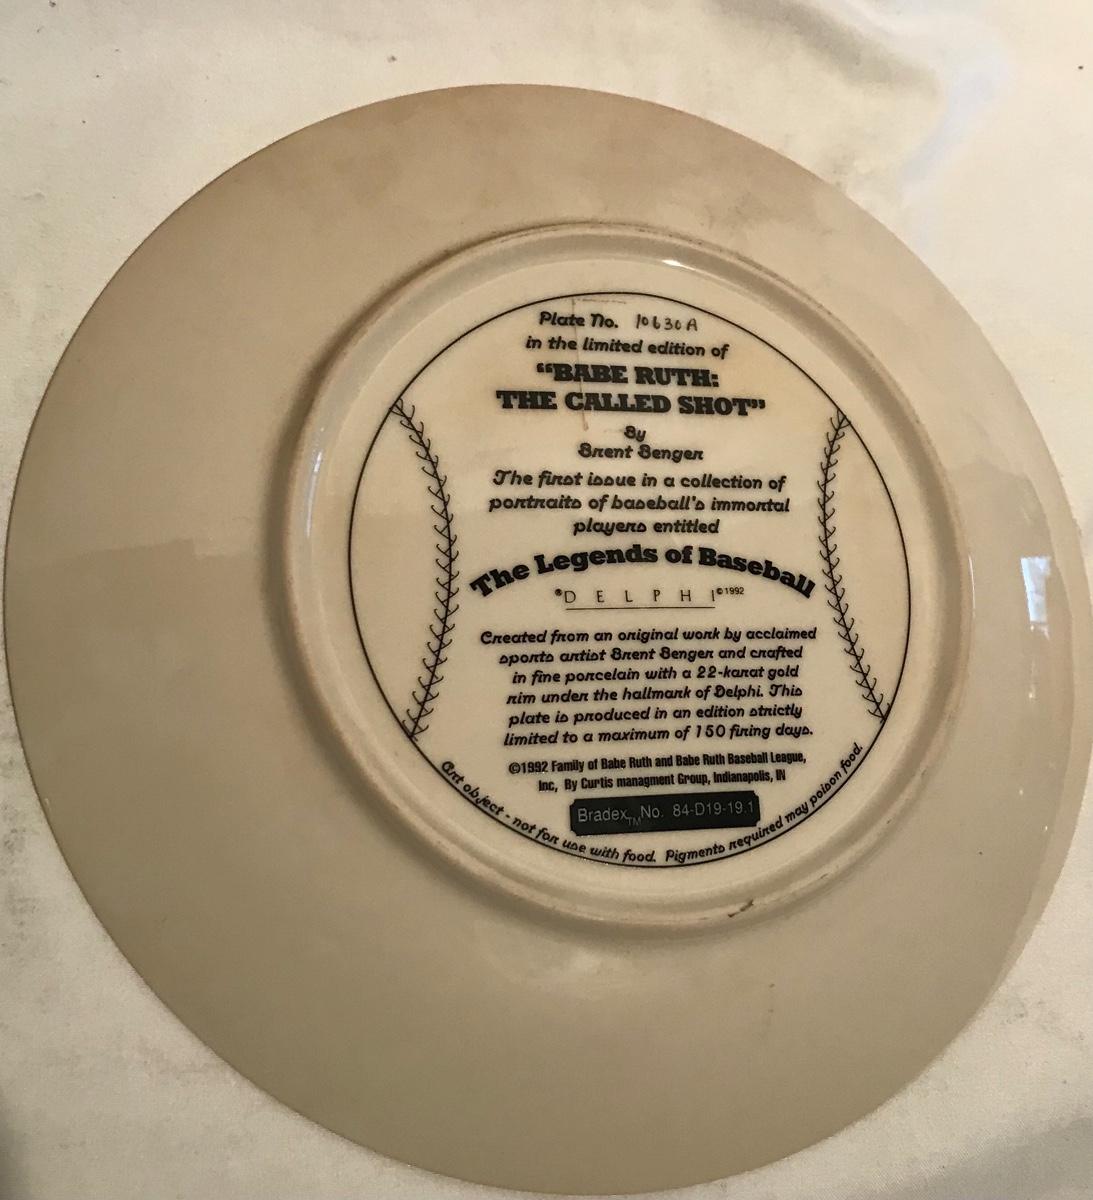 Plate No. 10630A
in the limited edition of
“BABE RUTH:
THE CALLED SHOT”
By
Brent Benger
The first issue in a collection of
portraits of baseball's immortal
players entitled
The Legends of Baseball
®DELPHI©1992
Created from an original work by acclaimed
sports artist Brent Benger and crafted
in fine porcelain with a 22-karat gold
rim under the hallmark of Delphi. This
plate is produced in an edition strictly
limited to a maximum of 150 firing days.
©1992 Family of Babe Ruth and Babe Ruth Baseball League,
Inc, By Curtis managment Group, Indianapolis, IN
Bradex™ No. 84-D19-19.1
Art object - not for use with food. Pigments required may poison food.